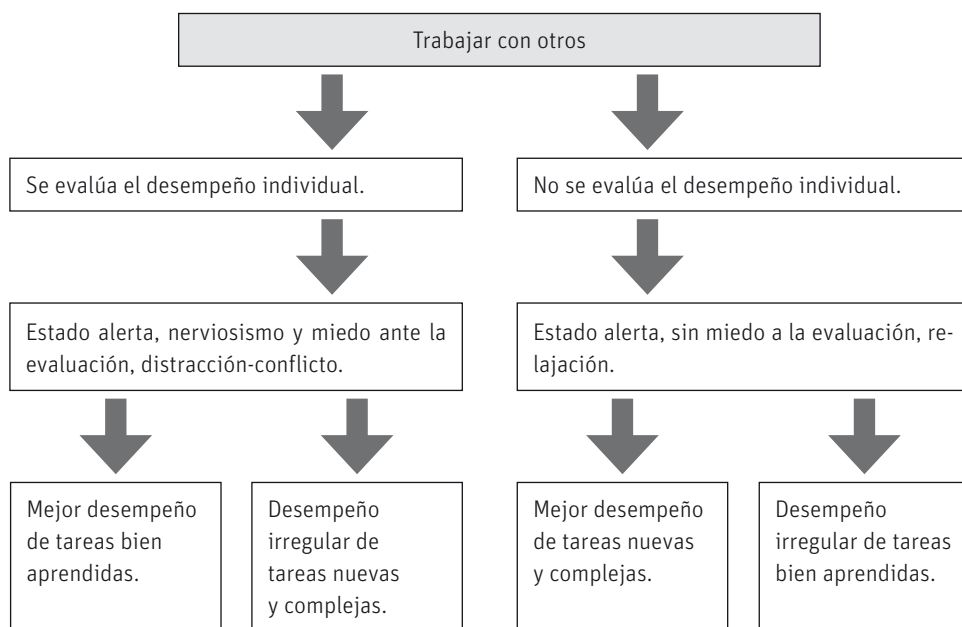 Trabajar con otros
Se evalúa el desempeño individual.
No se evalúa el desempeño individual.
Estado alerta, nerviosismo y miedo ante la
evaluación, distracción-conflicto.
Estado alerta, sin miedo a la evaluación, re-
lajación.
Mejor desempeño
de tareas bien
aprendidas.
Desempeño
irregular de
tareas nuevas
y complejas.
Mejor desempeño
de tareas nuevas
y complejas.
Desempeño
irregular de tareas
bien aprendidas.